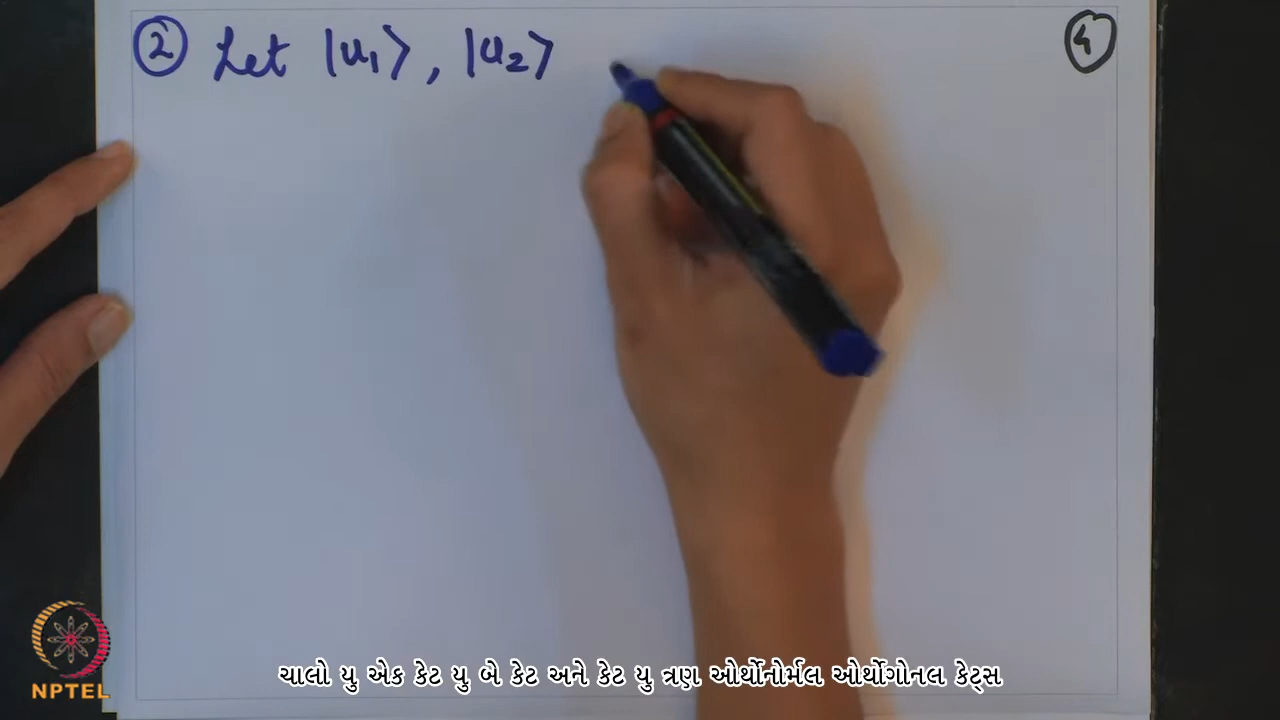 ② Let |u₁⟩, |u₂⟩
4
NPTEL
ચાલો યુ એક કેટ યુ બે કેટ અને કેટ યુ ત્રણ ઓર્થોનોર્મલ ઓર્થોગોનલ કેટ્સ